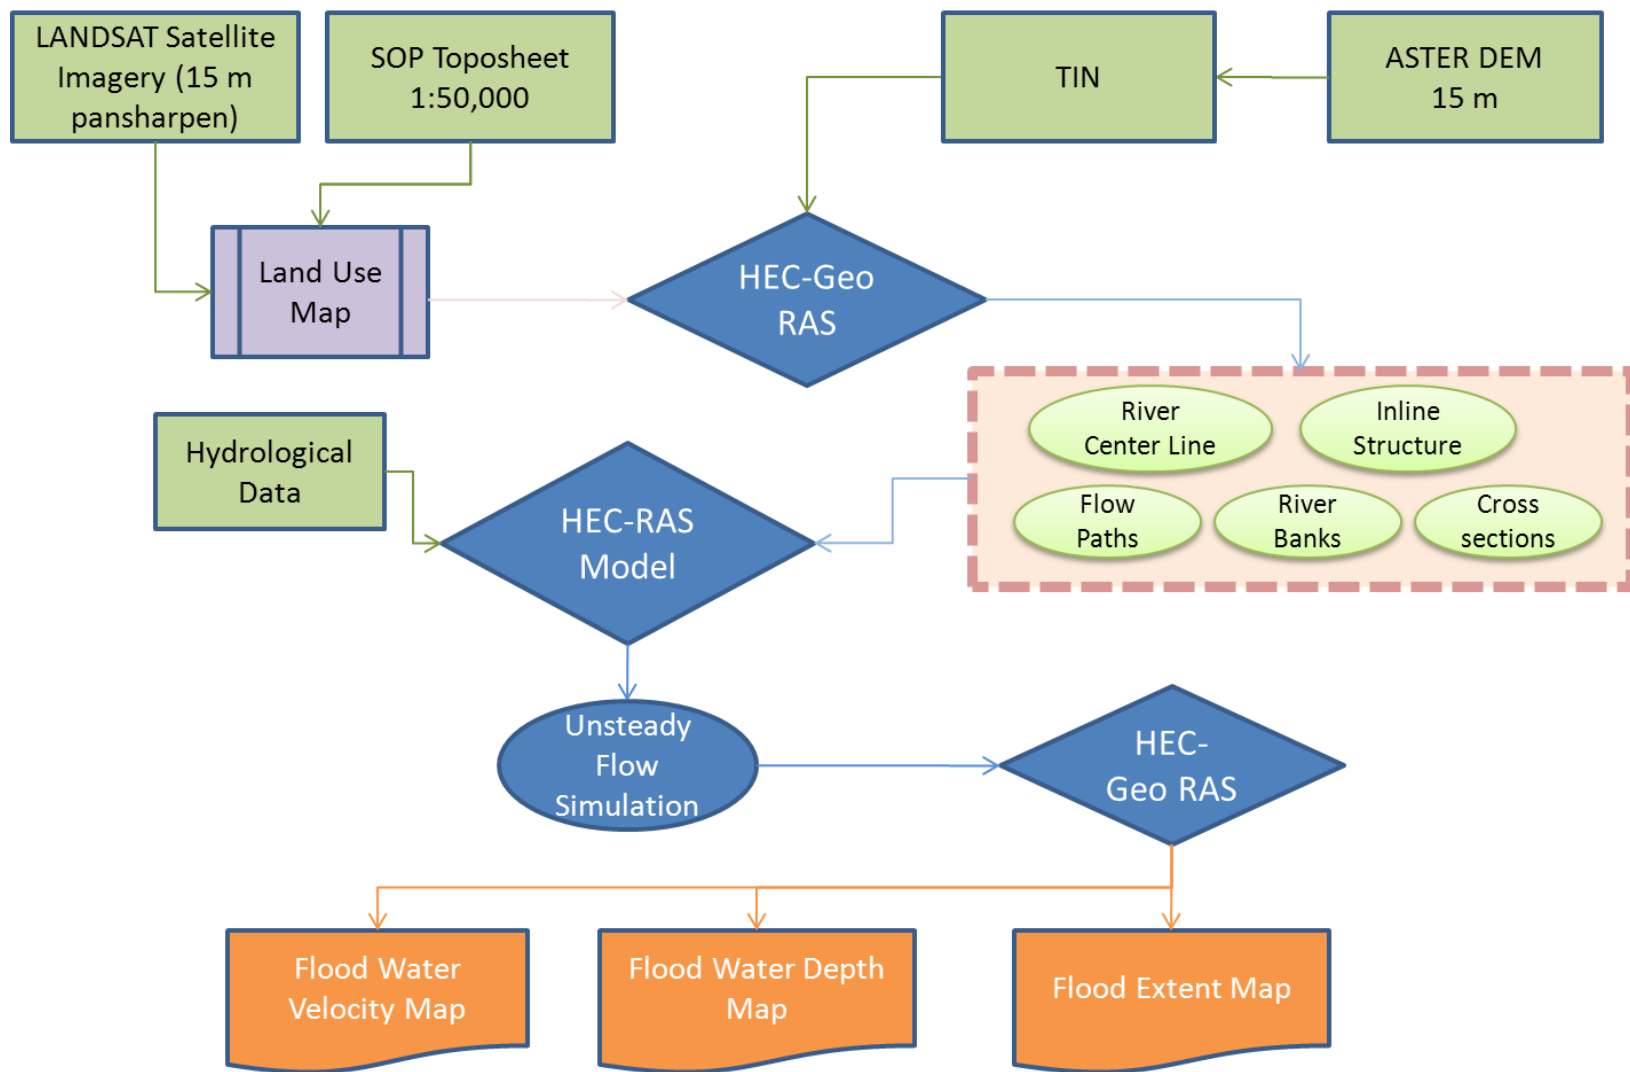 LANDSAT Satellite
Imagery (15 m
pansharpen)
SOP Toposheet
1:50,000
TIN
ASTER DEM
15 m
Land Use
Map
HEC-Geo
RAS
River
Center Line
Inline
Structure
Flow
Paths
River
Banks
Cross
sections
Hydrological
Data
HEC-RAS
Model
Unsteady
Flow
Simulation
HEC-
Geo RAS
Flood Water
Velocity Map
Flood Water Depth
Map
Flood Extent Map